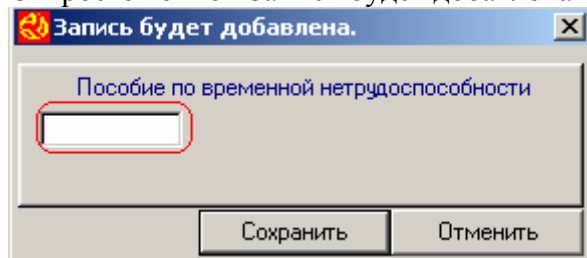 Запись будет добавлена.
Пособие по временной нетрудоспособности
Сохранить Отменить